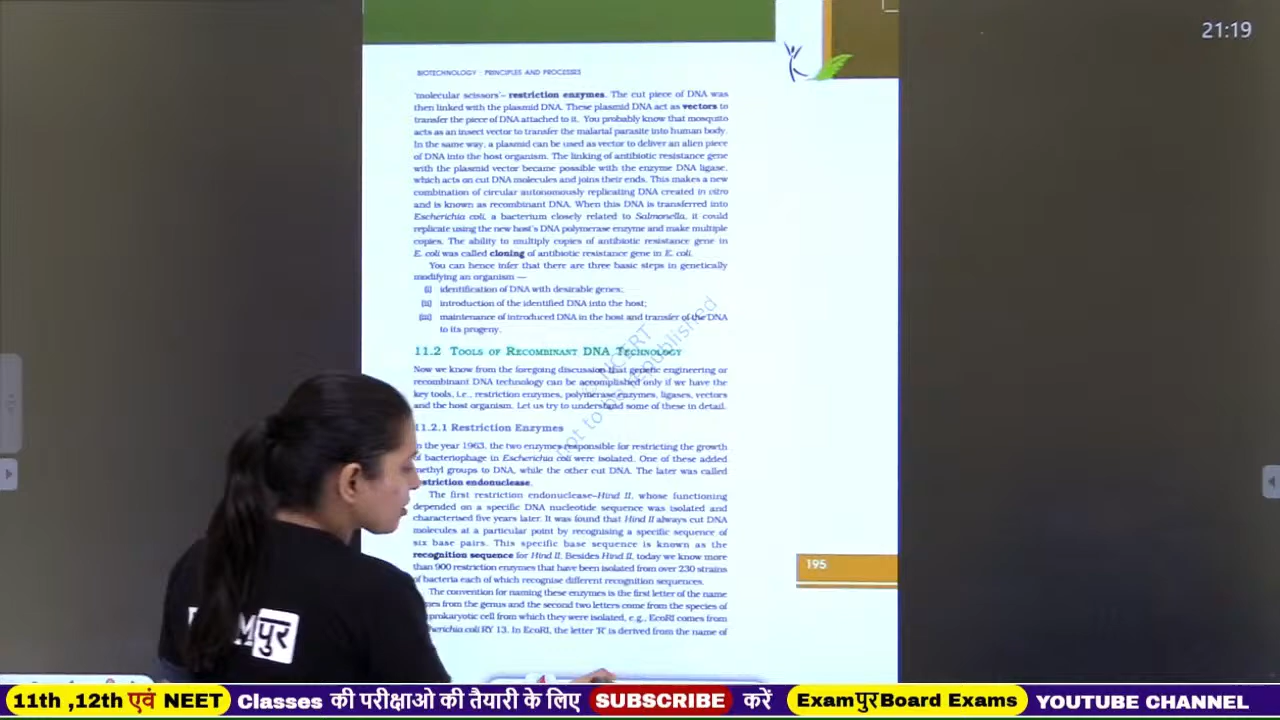 21:19
BIOTECHNOLOGY : PRINCIPLES AND PROCESSES
'molecular scissors'– restriction enzymes. The cut piece of DNA was
then linked with the plasmid DNA. These plasmid DNA act as vectors to
transfer the piece of DNA attached to it. You probably know that mosquito
acts as an insect vector to transfer the malarial parasite into human body.
In the same way, a plasmid can be used as vector to deliver an alien piece
of DNA into the host organism. The linking of antibiotic resistance gene
with the plasmid vector became possible with the enzyme DNA ligase,
which acts on cut DNA molecules and joins their ends. This makes a new
combination of circular autonomously replicating DNA created in vitro
and is known as recombinant DNA. When this DNA is transferred into
Escherichia coli, a bacterium closely related to Salmonella, it could
replicate using the new host's DNA polymerase enzyme and make multiple
copies. The ability to multiply copies of antibiotic resistance gene in
E. coli was called cloning of antibiotic resistance gene in E. coli.
You can hence infer that there are three basic steps in genetically
modifying an organism —
(i) identification of DNA with desirable genes;
(ii) introduction of the identified DNA into the host;
(iii) maintenance of introduced DNA in the host and transfer of the DNA
to its progeny.
11.2 TOOLS OF RECOMBINANT DNA TECHNOLOGY
Now we know from the foregoing discussion that genetic engineering or
recombinant DNA technology can be accomplished only if we have the
key tools, i.e., restriction enzymes, polymerase enzymes, ligases, vectors
and the host organism. Let us try to understand some of these in detail.
11.2.1 Restriction Enzymes
In the year 1963, the two enzymes responsible for restricting the growth
of bacteriophage in Escherichia coli were isolated. One of these added
methyl groups to DNA, while the other cut DNA. The later was called
striction endonuclease.
The first restriction endonuclease–Hind II, whose functioning
depended on a specific DNA nucleotide sequence was isolated and
characterised five years later. It was found that Hind II always cut DNA
molecules at a particular point by recognising a specific sequence of
six base pairs. This specific base sequence is known as the
recognition sequence for Hind II. Besides Hind II, today we know more
than 900 restriction enzymes that have been isolated from over 230 strains
of bacteria each of which recognise different recognition sequences.
The convention for naming these enzymes is the first letter of the name
mes from the genus and the second two letters come from the species of
prokaryotic cell from which they were isolated, e.g., EcoRI comes from
herichia coli RY 13. In EcoRI, the letter 'R' is derived from the name of
195
NCERT
not to be republished
Mपुर
11th ,12th एवं NEET Classes की परीक्षाओ की तैयारी के लिए SUBSCRIBE करें ExamपुरBoard Exams YOUTUBE CHANNEL